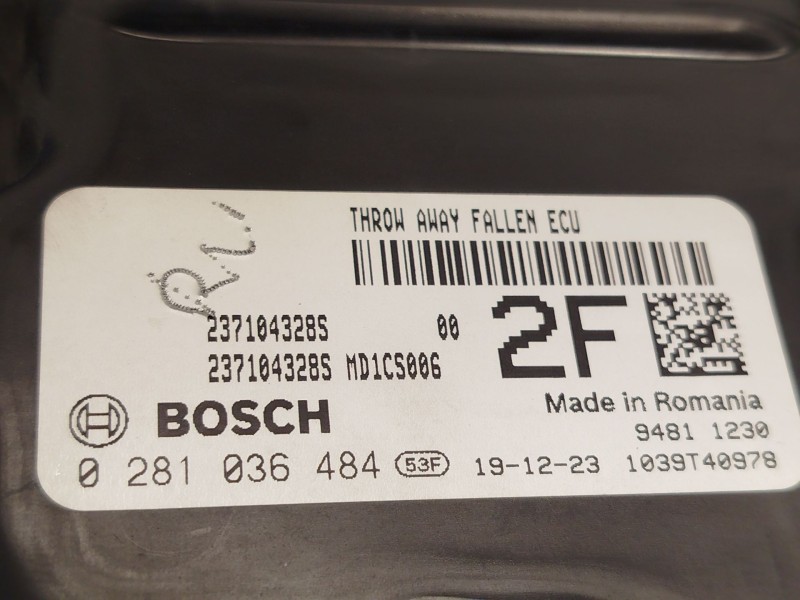 THROW AWAY FALLEN ECU
237104328S 00
237104328S MD1CS006
2F
BOSCH
Made in Romania
9481 1230
0 281 036 484 53F 19-12-23 1039T40978